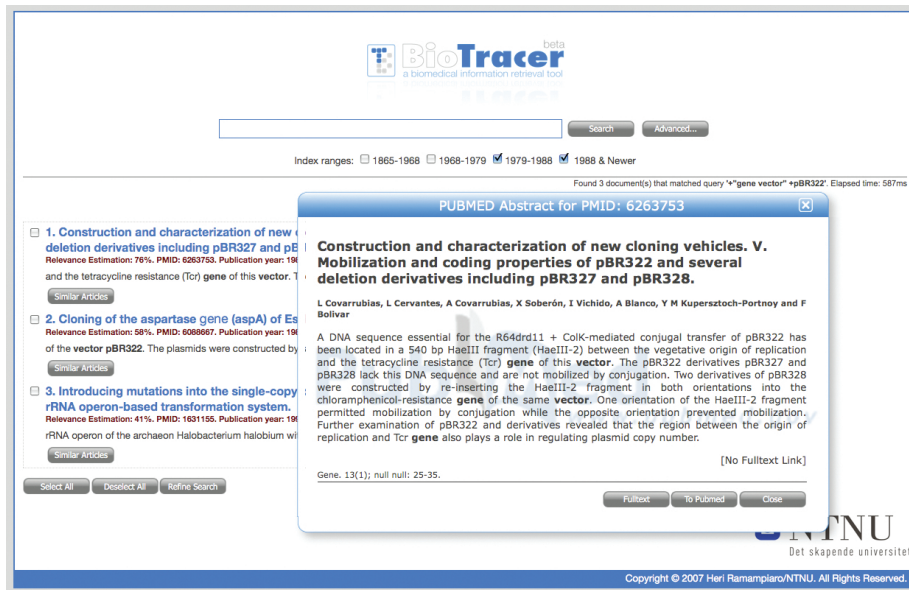 BioTracer beta
a biomedical information retrieval tool
Search Advanced...
Index ranges: 1865-1968 1968-1979 1979-1988 1988 & Newer
Found 3 document(s) that matched query '+"gene vector" +pBR322'. Elapsed time: 587ms
1. Construction and characterization of new
deletion derivatives including pBR327 and
Relevance Estimation: 76%. PMID: 6263753. Publication year:
and the tetracycline resistance (Tcr) gene of this vector.
Similar Articles
2. Cloning of the aspartase gene (aspA) of
Relevance Estimation: 58%. PMID: 6088667. Publication year:
of the vector pBR322. The plasmids were constructed by
Similar Articles
3. Introducing mutations into the single-copy
rRNA operon-based transformation system.
Relevance Estimation: 41%. PMID: 1631155. Publication year:
rRNA operon of the archaeon Halobacterium halobium
Similar Articles
Select All Deselect All Refine Search
PUBMED Abstract for PMID: 6263753
Construction and characterization of new cloning vehicles. V.
Mobilization and coding properties of pBR322 and several
deletion derivatives including pBR327 and pBR328.
L Covarrubias, L Cervantes, A Covarrubias, X Soberón, I Vichido, A Blanco, Y M Kupersztoch-Portnoy and F
Bolivar
A DNA sequence essential for the R64drd11 + ColK-mediated conjugal transfer of pBR322 has
been located in a 540 bp HaeIII fragment (HaeII-2) between the vegetative origin of replication
and the tetracycline resistance (Tcr) gene of this vector. The pBR322 derivatives pBR327 and
pBR328 lack this DNA sequence and are not mobilized by conjugation. Two derivatives of pBR328
were constructed by re-inserting the HaeIII-2 fragment in both orientations into the
chloramphenicol-resistance gene of the same vector. One orientation of the HaeIII-2 fragment
permitted mobilization by conjugation while the opposite orientation prevented mobilization.
Further examination of pBR322 and derivatives revealed that the region between the origin of
replication and Tcr gene also plays a role in regulating plasmid copy number.
[No Fulltext Link]
Gene. 13(1); null null: 25-35.
Fulltext To Pubmed Close
NTNU
Det skapende universitet
Copyright © 2007 Heri Ramampiaro/NTNU. All Rights Reserved.